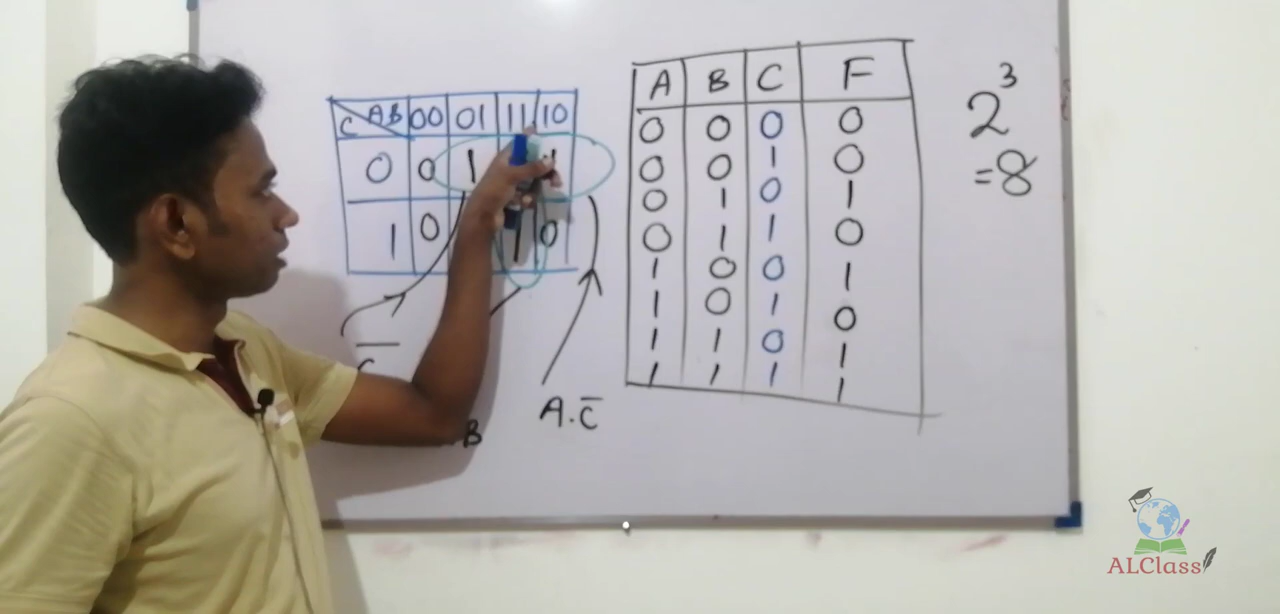 C AB 00 01 11 10
0 0 1 1
1 0 1 0
C
B
A.C̅
A B C F
0 0 0 0
0 0 1 0
0 1 0 1
0 1 1 0
1 0 0 1
1 0 1 0
1 1 0 1
1 1 1 1
2³
=8
ALClass